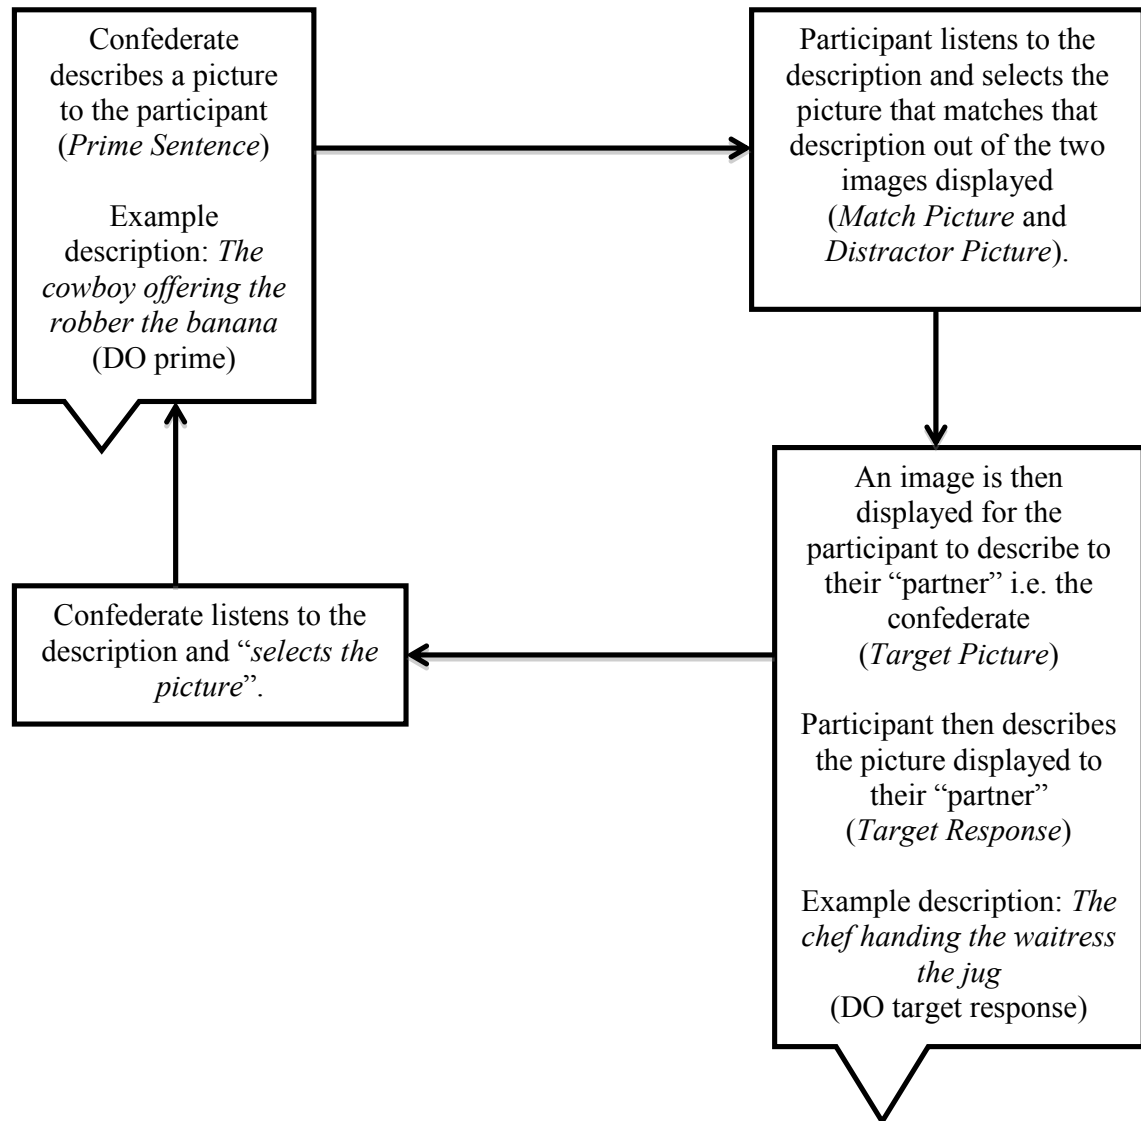 Confederate
describes a picture
to the participant
(Prime Sentence)
Example
description: The
cowboy offering the
robber the banana
(DO prime)
Participant listens to the
description and selects the
picture that matches that
description out of the two
images displayed
(Match Picture and
Distractor Picture).
An image is then
displayed for the
participant to describe to
their “partner” i.e. the
confederate
(Target Picture)
Participant then describes
the picture displayed to
their “partner”
(Target Response)
Example description: The
chef handing the waitress
the jug
(DO target response)
Confederate listens to the
description and “selects the
picture”.